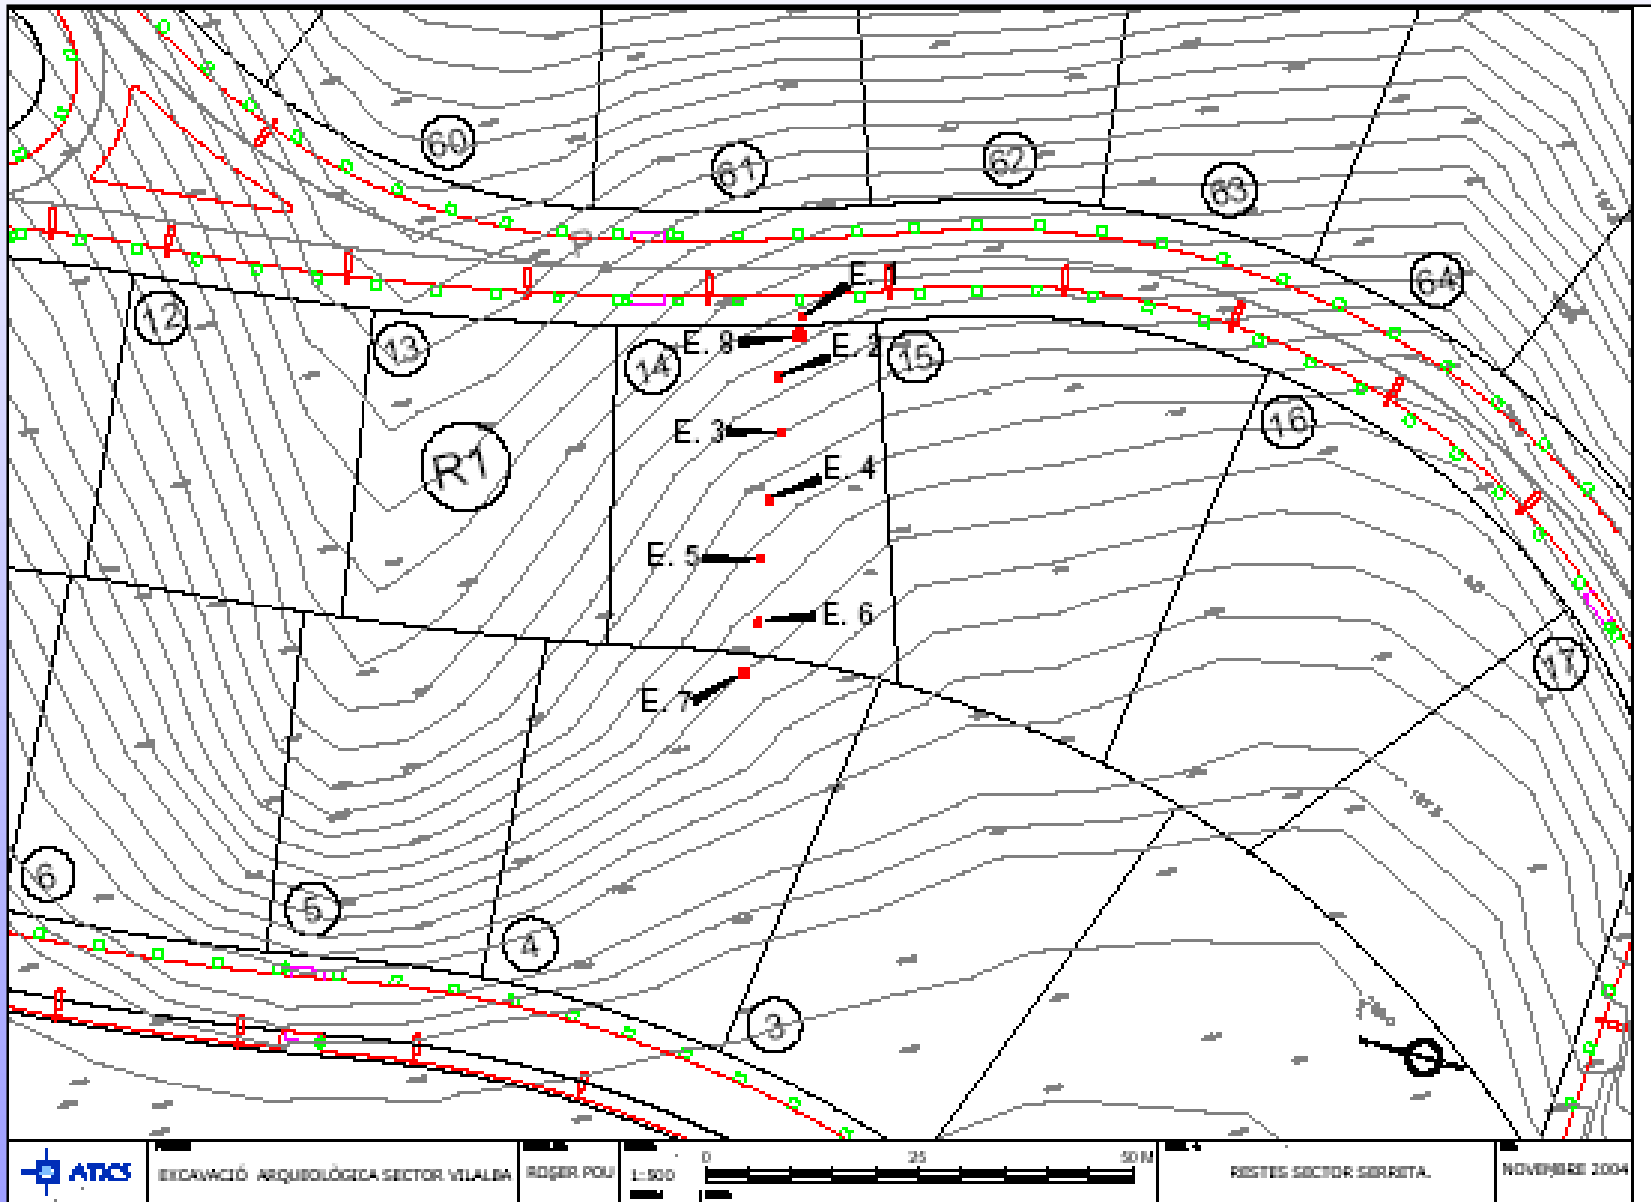 60
61
62
63
64
P
E. 1
12
13
14
E. 8
E. 2
15
16
R1
E. 3
E. 4
E. 5
E. 6
17
E. 7
6
5
4
3
ATICS
EXCAVACIÓ ARQUEOLÒGICA SECTOR VILALBA
ROGER POU
1:500
0 25 50 M
RESTES SECTOR SERRETA.
NOVEMBRE 2004